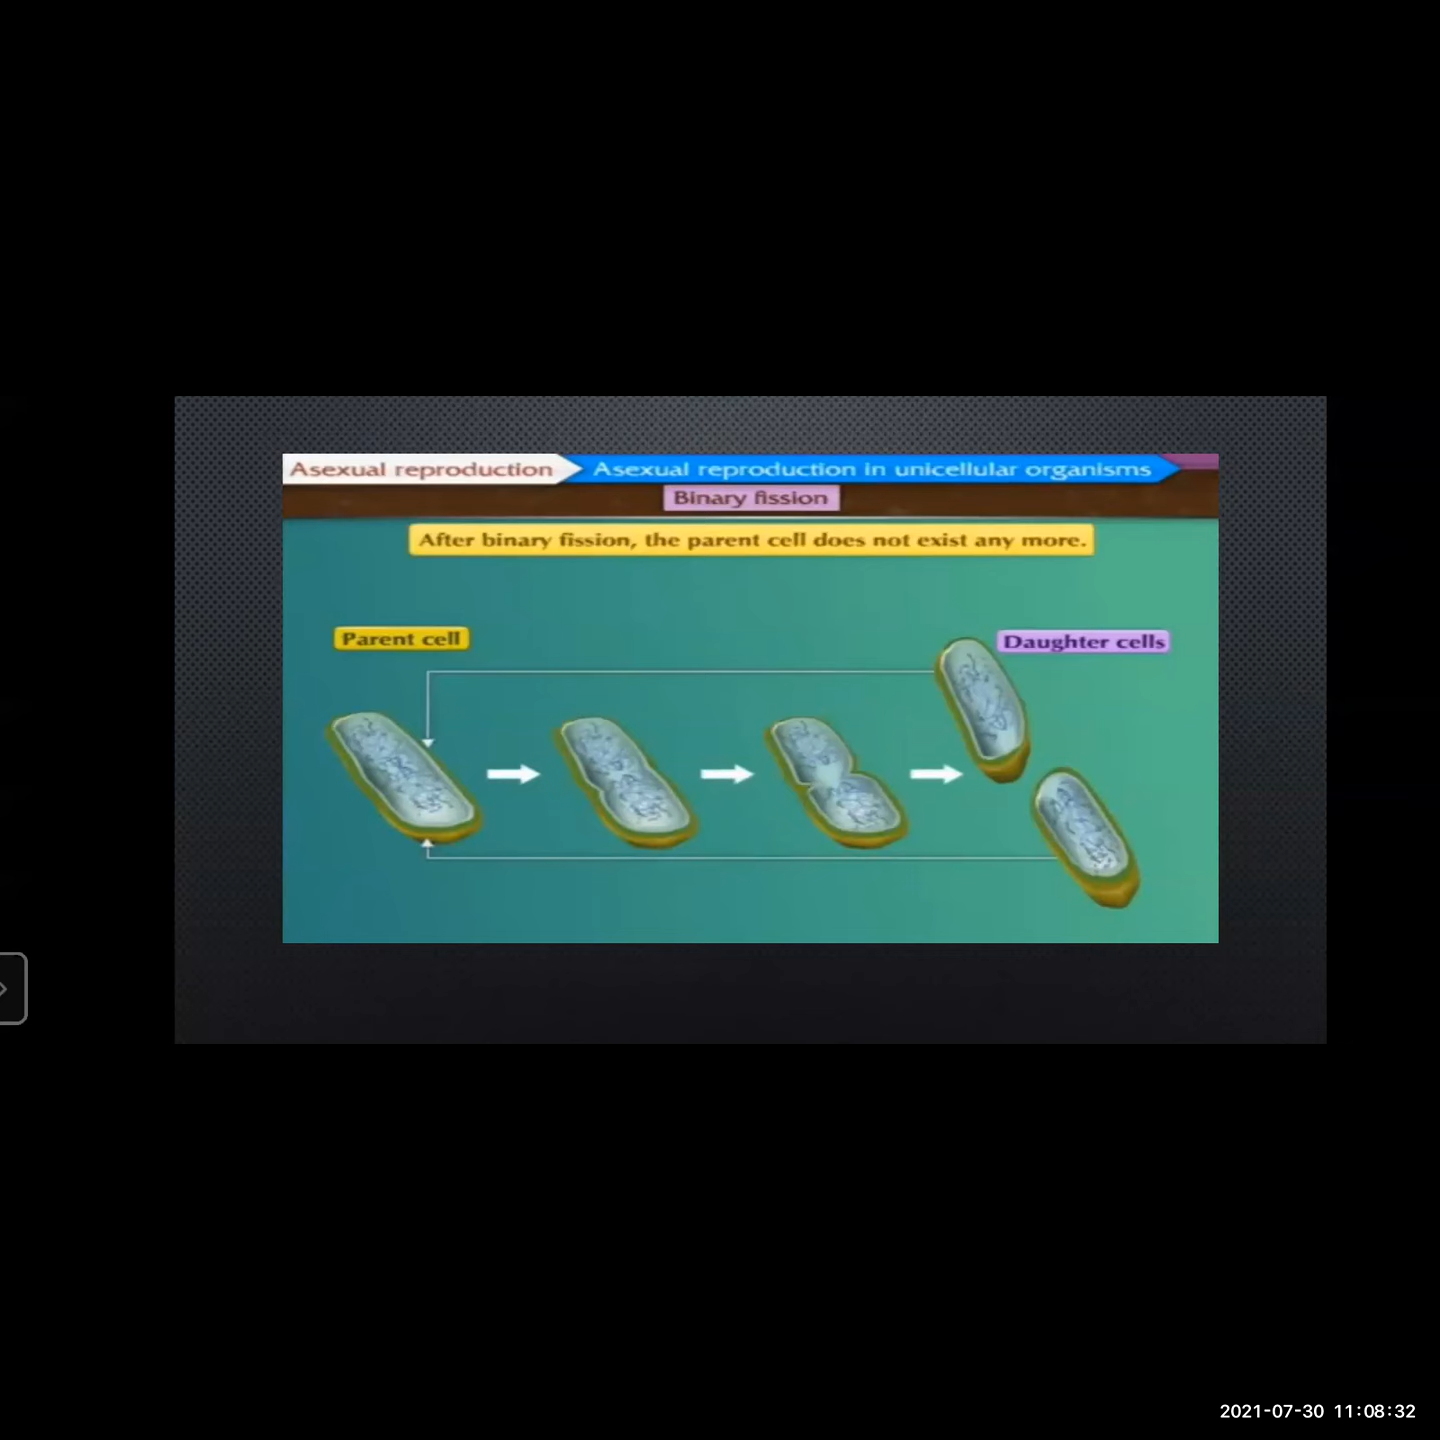 Asexual reproduction
Asexual reproduction in unicellular organisms
Binary fission
After binary fission, the parent cell does not exist any more.
Parent cell
Daughter cells
2021-07-30 11:08:32